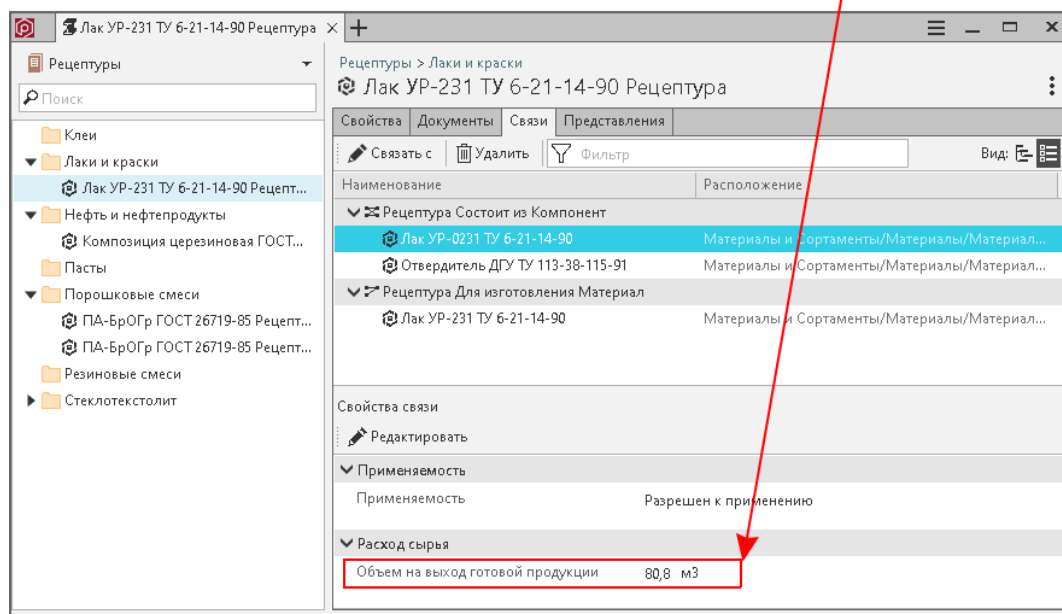 Лак УР-231 ТУ 6-21-14-90 Рецептура
Рецептуры
Поиск
Клеи
Лаки и краски
Лак УР-231 ТУ 6-21-14-90 Рецепт...
Нефть и нефтепродукты
Композиция церезиновая ГОСТ...
Пасты
Порошковые смеси
ПА-БрОГр ГОСТ 26719-85 Рецепт...
ПА-БрОГр ГОСТ 26719-85 Рецепт...
Резиновые смеси
Стеклотекстолит
Рецептуры > Лаки и краски
Лак УР-231 ТУ 6-21-14-90 Рецептура
Свойства Документы Связи Представления
Связать с Удалить Фильтр Вид:
Наименование Расположение
Рецептура Состоит из Компонент
Лак УР-0231 ТУ 6-21-14-90 Материалы и Сортаменты/Материалы/Материал...
Отвердитель ДГУ ТУ 113-38-115-91 Материалы и Сортаменты/Материалы/Материал...
Рецептура Для изготовления Материал
Лак УР-231 ТУ 6-21-14-90 Материалы и Сортаменты/Материалы/Материал...
Свойства связи
Редактировать
Применяемость
Применяемость Разрешен к применению
Расход сырья
Объем на выход готовой продукции 80,8 м3